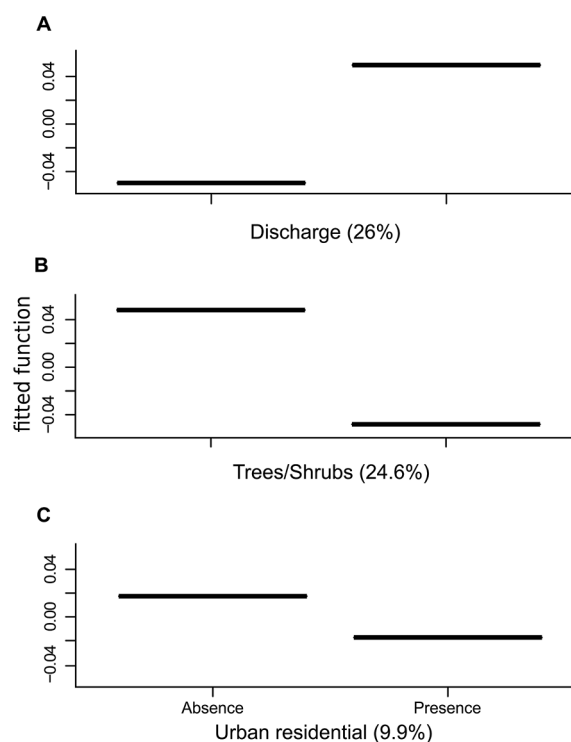 A
0.04
0.00
−0.04
Discharge (26%)
B
0.04
0.00
−0.04
fitted function
Trees/Shrubs (24.6%)
C
0.04
0.00
−0.04
Absence Presence
Urban residential (9.9%)